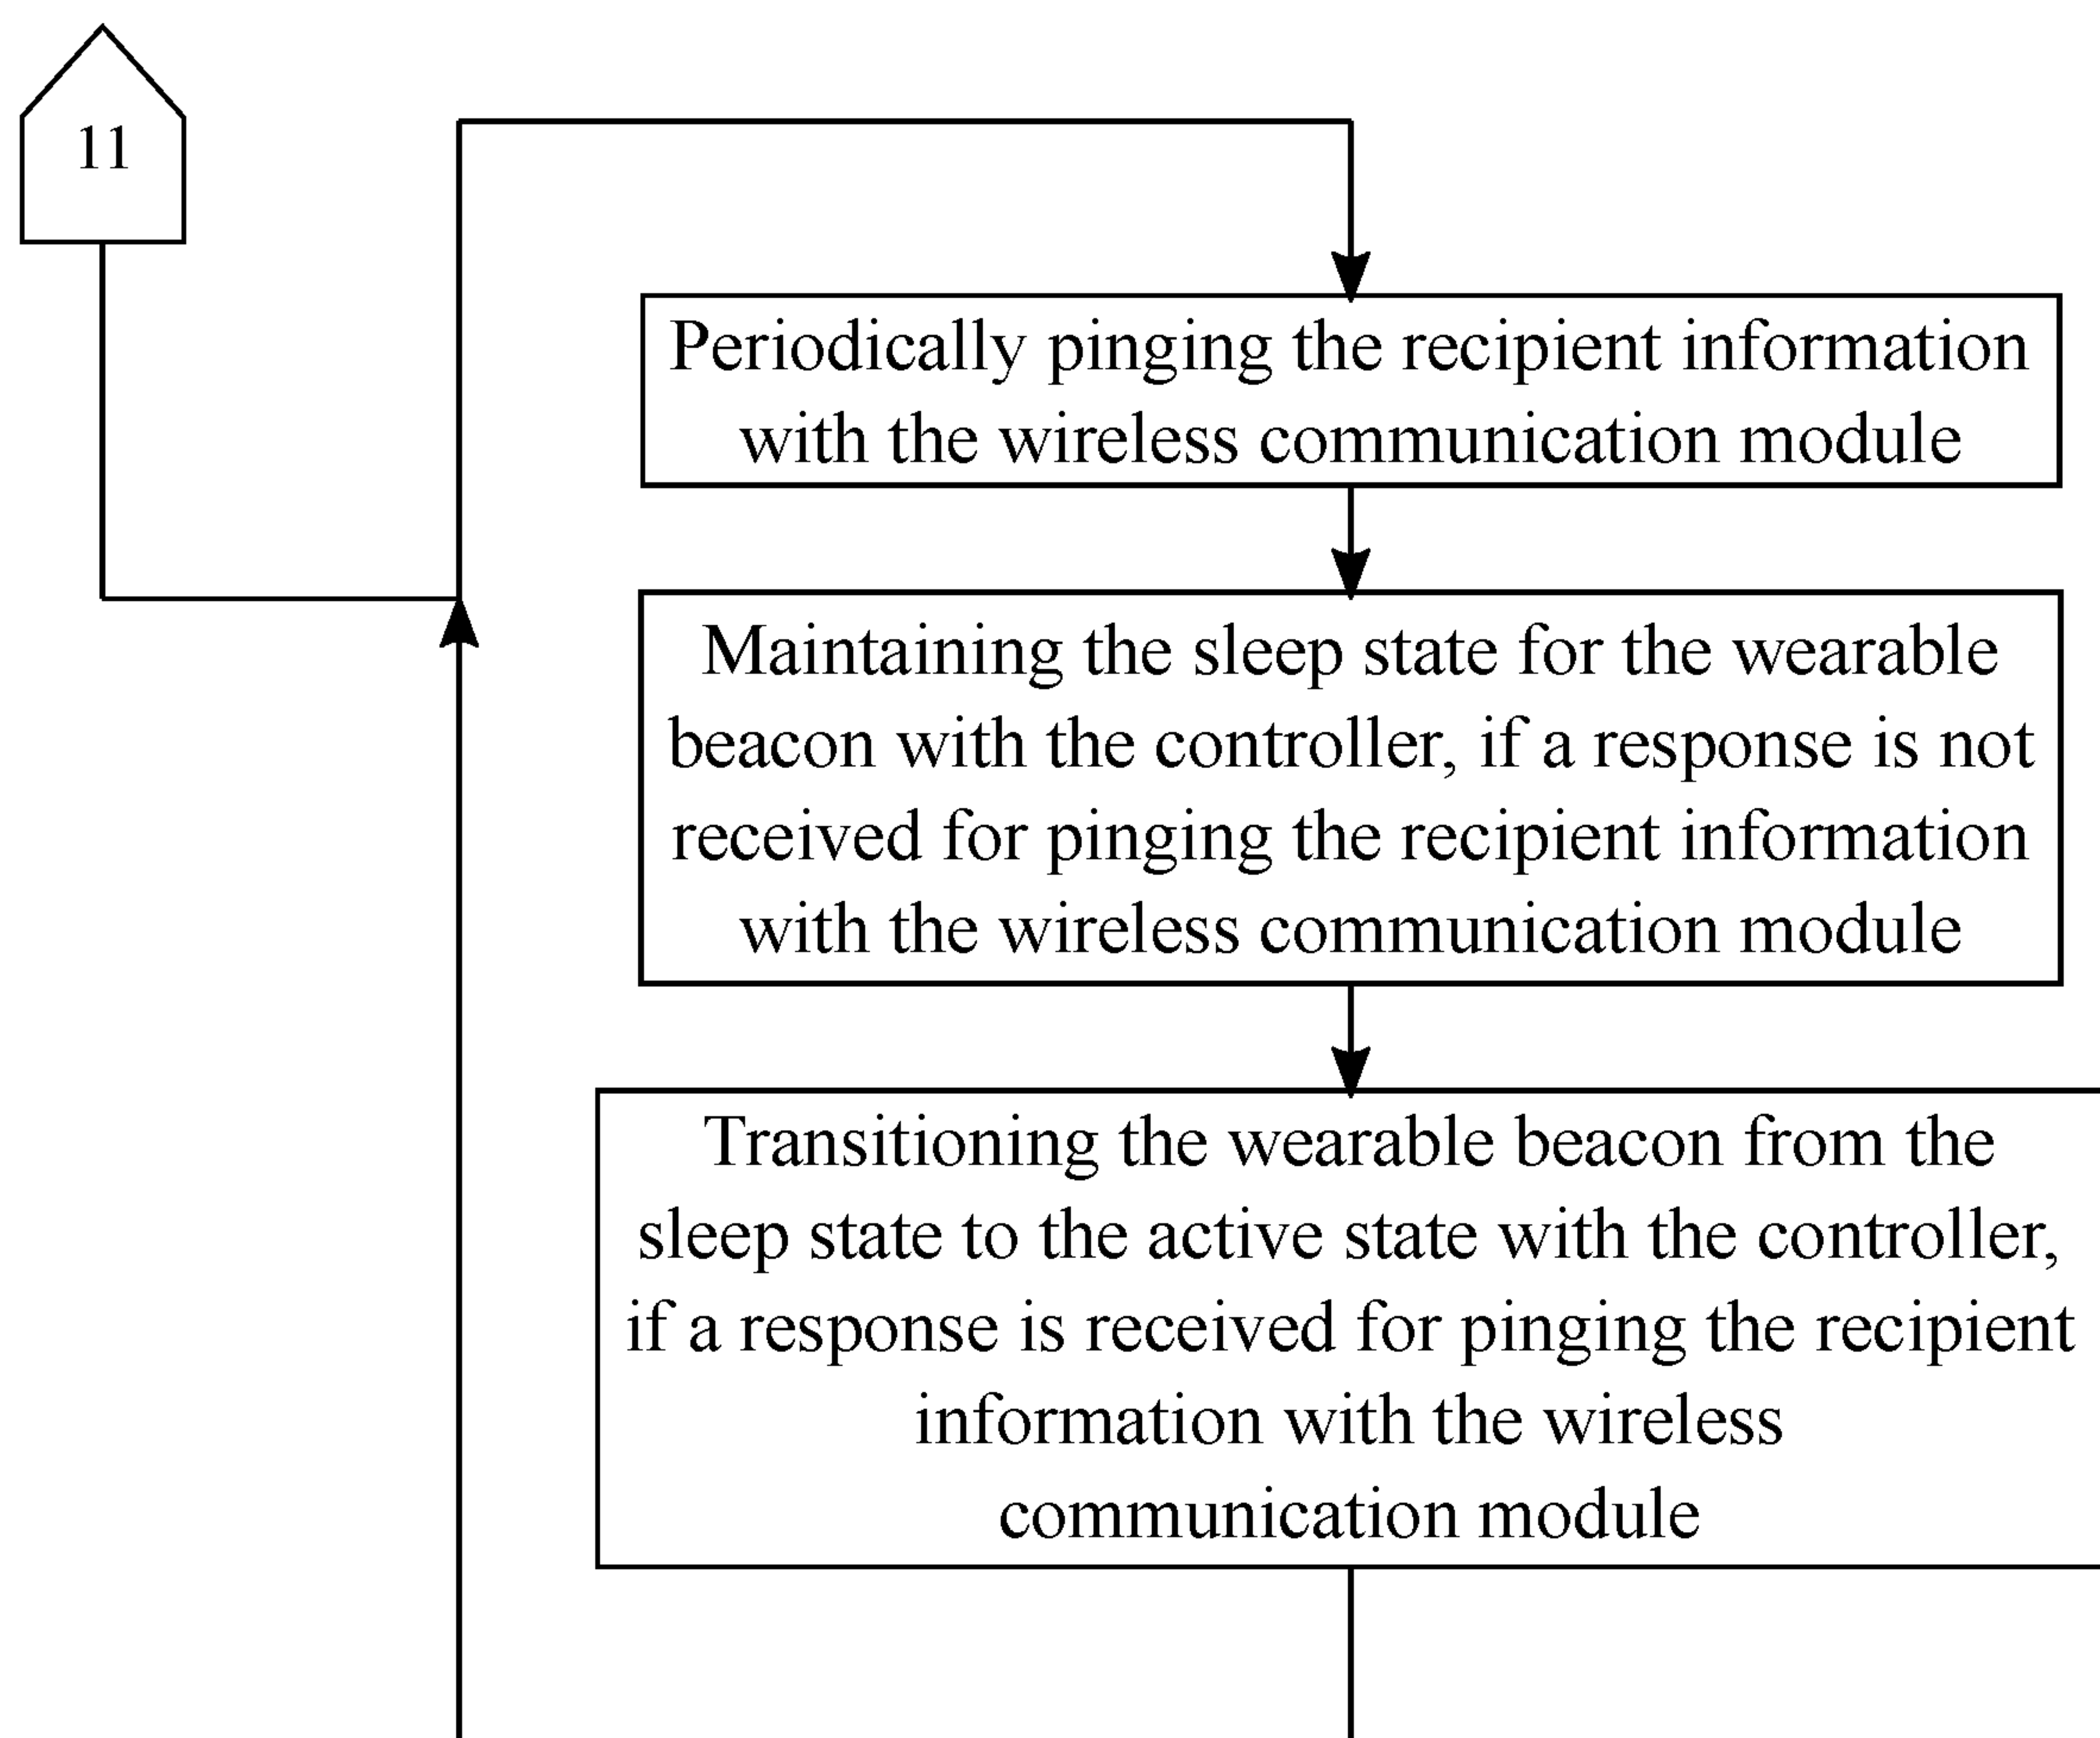 11
Periodically pinging the recipient information
with the wireless communication module
Maintaining the sleep state for the wearable
beacon with the controller, if a response is not
received for pinging the recipient information
with the wireless communication module
Transitioning the wearable beacon from the
sleep state to the active state with the controller,
if a response is received for pinging the recipient
information with the wireless
communication module